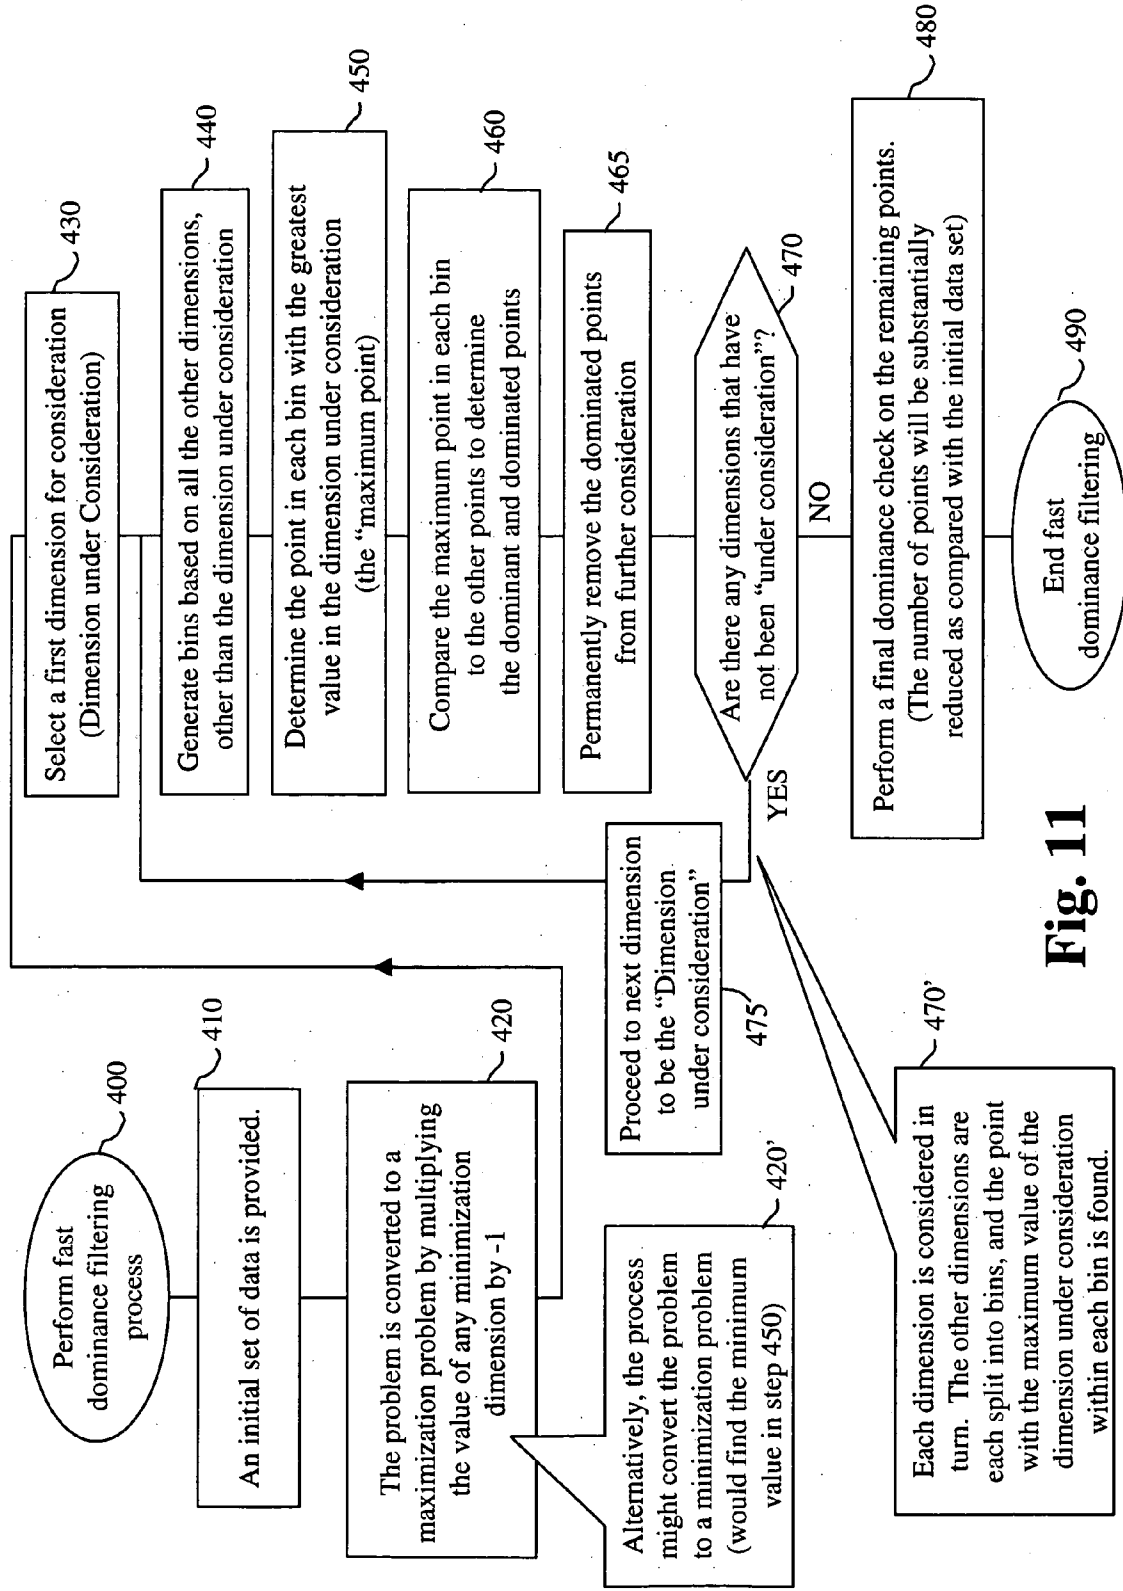 Perform fast
dominance filtering
process
400
An initial set of data is provided.
410
The problem is converted to a
maximization problem by multiplying
the value of any minimization
dimension by -1
420
Alternatively, the process
might convert the problem
to a minimization problem
(would find the minimum
value in step 450)
420’
Select a first dimension for consideration
(Dimension under Consideration)
430
Generate bins based on all the other dimensions,
other than the dimension under consideration
440
Determine the point in each bin with the greatest
value in the dimension under consideration
(the “maximum point)
450
Compare the maximum point in each bin
to the other points to determine
the dominant and dominated points
460
Permanently remove the dominated points
from further consideration
465
Are there any dimensions that have
not been “under consideration”?
470
YES
NO
Proceed to next dimension
to be the “Dimension
under consideration”
475
Each dimension is considered in
turn. The other dimensions are
each split into bins, and the point
with the maximum value of the
dimension under consideration
within each bin is found.
470’
Perform a final dominance check on the remaining points.
(The number of points will be substantially
reduced as compared with the initial data set)
480
End fast
dominance filtering
490
Fig. 11